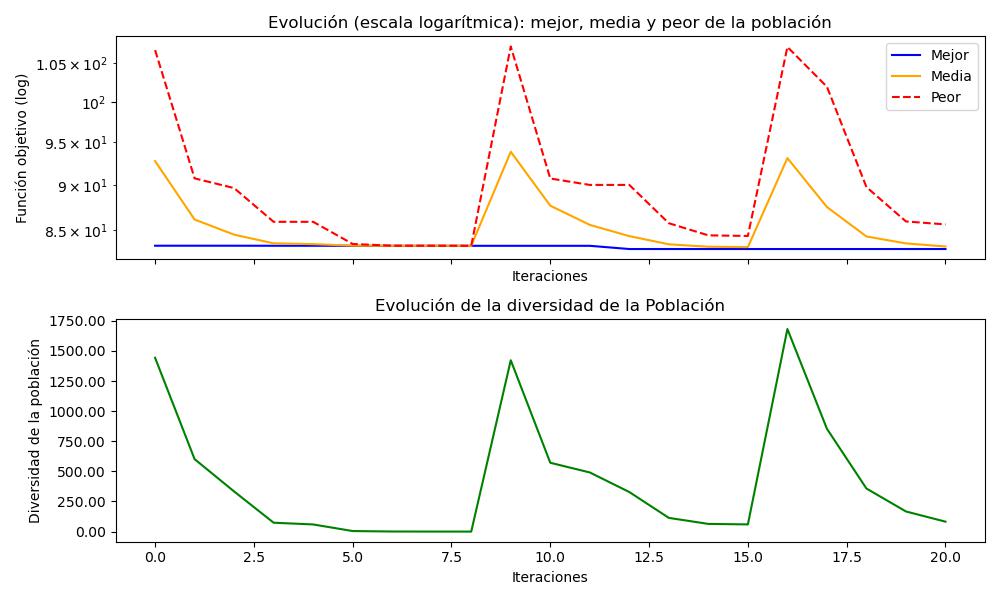 Evolución (escala logarítmica): mejor, media y peor de la población
Función objetivo (log)
1.05 × 10²
10²
9.5 × 10¹
9 × 10¹
8.5 × 10¹
Mejor
Media
Peor
Iteraciones
Evolución de la diversidad de la Población
Diversidad de la población
1750.00
1500.00
1250.00
1000.00
750.00
500.00
250.00
0.00
0.0 2.5 5.0 7.5 10.0 12.5 15.0 17.5 20.0
Iteraciones